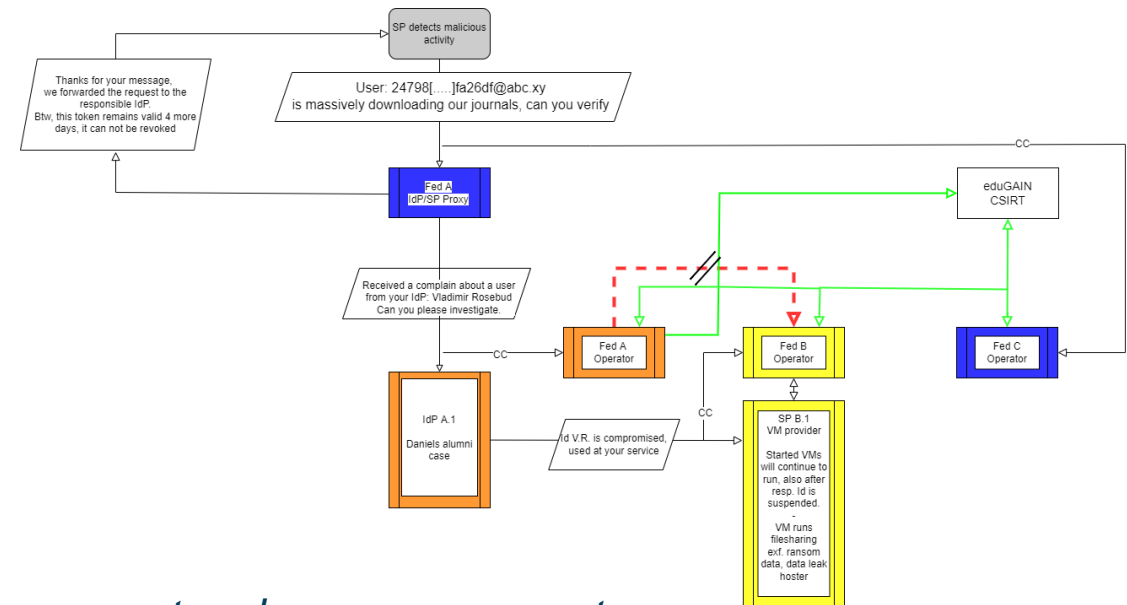 SP detects malicious
activity
Thanks for your message,
we forwarded the request to the
responsible IdP.
Btw, this token remains valid 4 more
days, it can not be revoked
User: 24798[.....]fa26df@abc.xy
is massively downloading our journals, can you verify
CC
Fed A
IdP/SP Proxy
eduGAIN
CSIRT
Received a complain about a user
from your IdP: Vladimir Rosebud
Can you please investigate.
CC
Fed A
Operator
Fed B
Operator
Fed C
Operator
IdP A.1
Daniels alumni
case
Id V.R. is compromised,
used at your service
CC
SP B.1
VM provider
Started VMs
will continue to
run, also after
resp. Id is
suspended.
-
VM runs
filesharing
exf. ransom
data, data leak
hoster